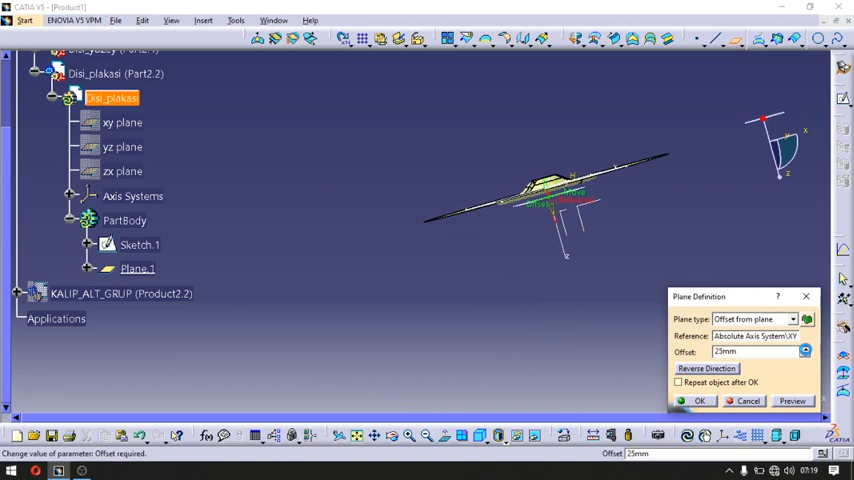 CATIA V5 - [Product1]
Start ENOVIA V5 VPM File Edit View Insert Tools Window Help
Disi_plakasi (Part2.2)
Disi_plakasi
xy plane
yz plane
zx plane
Axis Systems
PartBody
Sketch.1
Plane.1
KALIP_ALT_GRUP (Product2.2)
Applications
x
y
z
H
Move
Offset
z
Plane Definition ? ×
Plane type: Offset from plane
Reference: Absolute Axis System\XY
Offset: 25mm
Reverse Direction
Repeat object after OK
OK Cancel Preview
Change value of parameter: Offset required.
Offset 25mm
CATIA
07:19